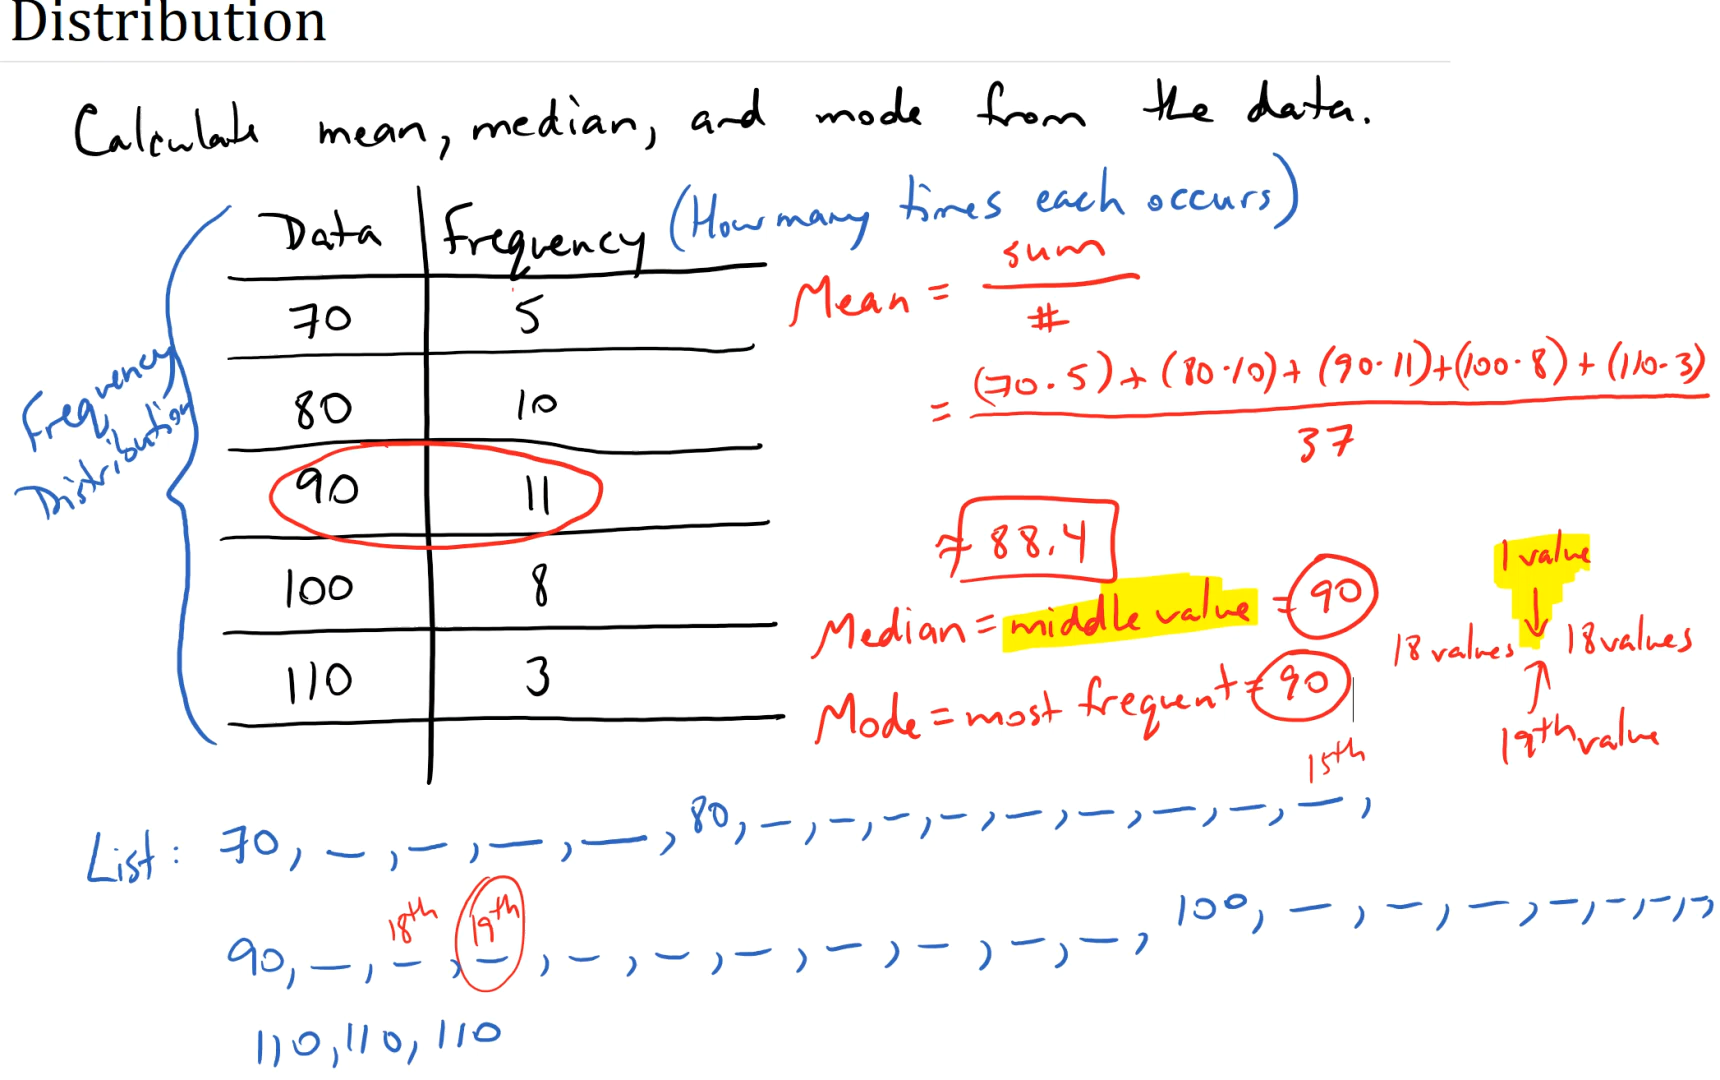 Distribution
Calculate mean, median, and mode from the data.
Data Frequency (How many times each occurs)
70 5
80 10
90 11
100 8
110 3
Frequency
Distribution
Mean = sum / #
= (70·5)+(80·10)+(90·11)+(100·8)+(110·3)
37
≈ 88.4
Median = middle value = 90
Mode = most frequent = 90
1 value
↓
18 values 18 values
↑
19th value
15th
List: 70, _, _, _, _, 80, _, _, _, _, _, _, _, _, _,
18th 19th
90, _, _, _, _, _, _, _, _, _, _, 100, _, _, _, _, _, _, _,
110, 110, 110